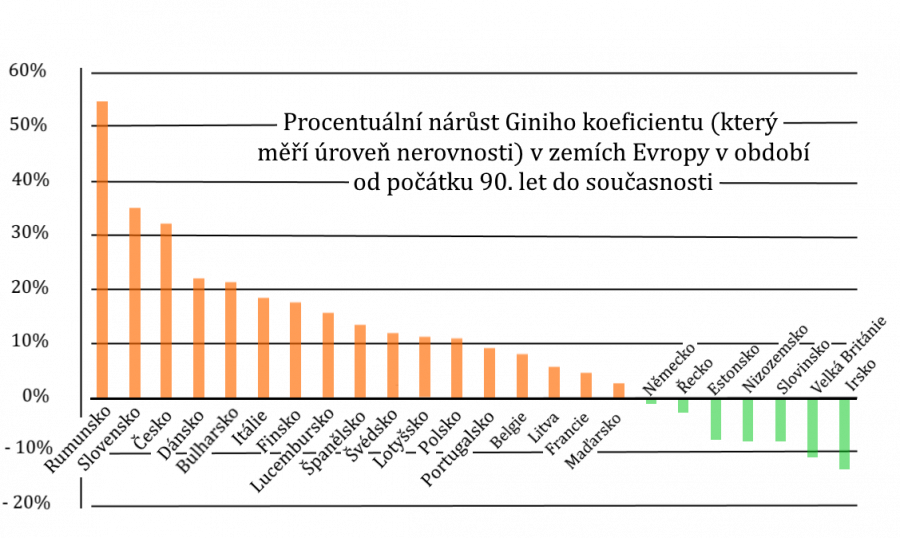 60%
50%
40%
30%
20%
10%
0%
- 10%
- 20%
Procentuální nárůst Giniho koeficientu (který
měří úroveň nerovnosti) v zemích Evropy v období
od počátku 90. let do současnosti
Rumunsko
Slovensko
Česko
Dánsko
Bulharsko
Itálie
Finsko
Lucembursko
Španělsko
Švédsko
Lotyšsko
Polsko
Portugalsko
Belgie
Litva
Francie
Maďarsko
Německo
Řecko
Estonsko
Nizozemsko
Slovinsko
Velká Británie
Irsko